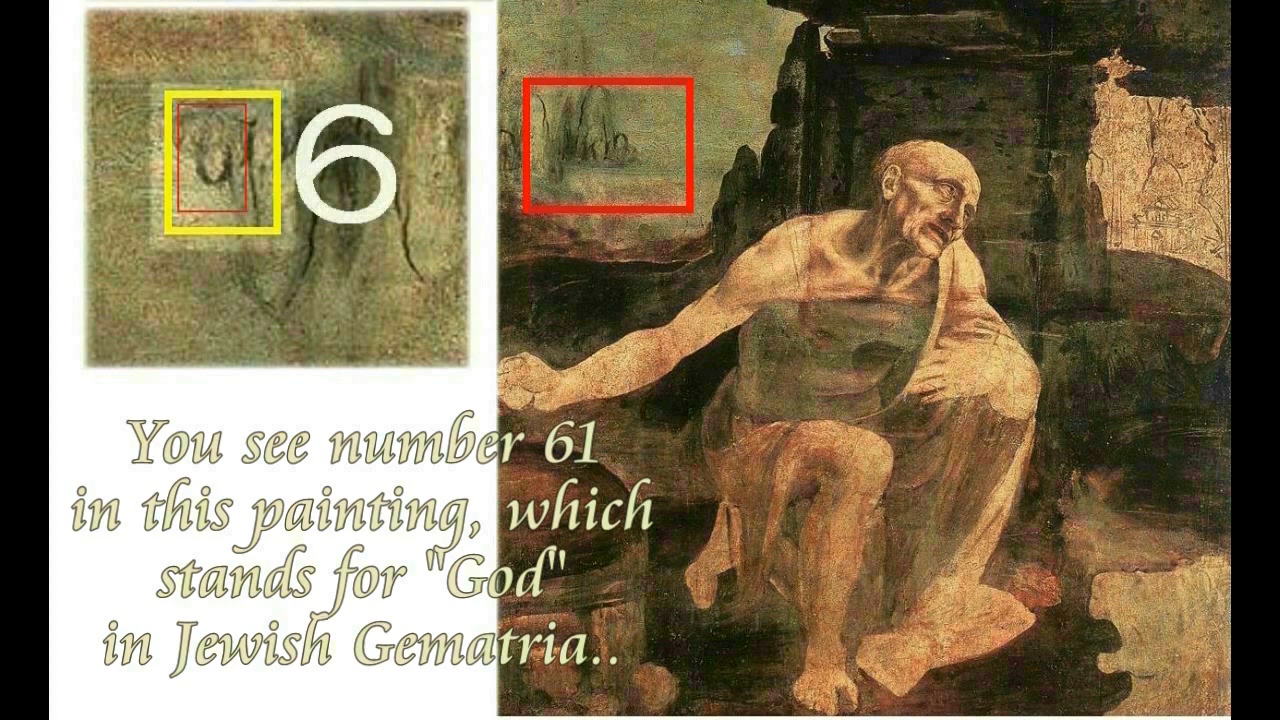 6
You see number 61
in this painting, which
stands for "God"
in Jewish Gematria..